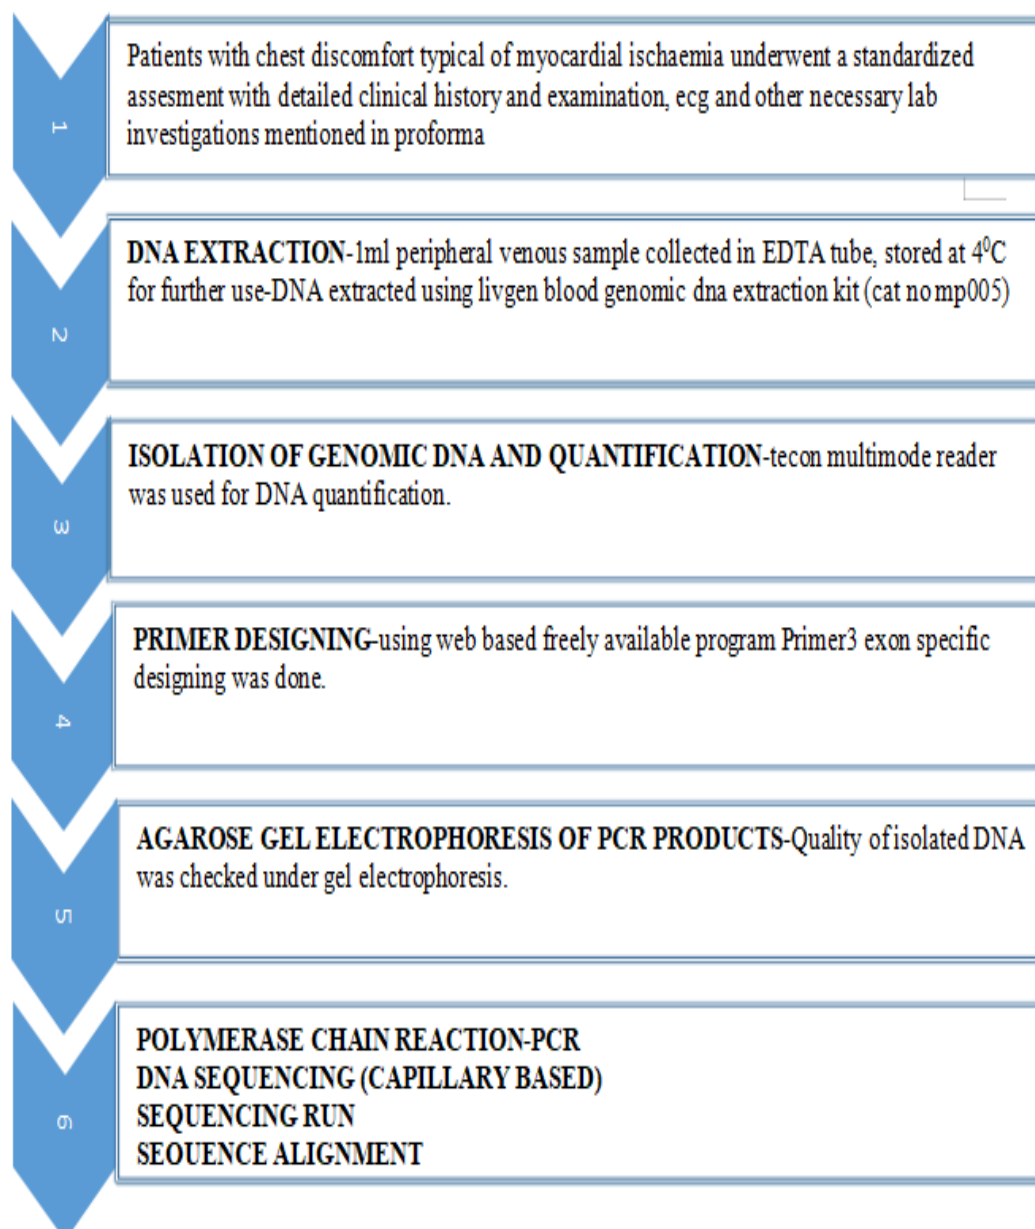 1
Patients with chest discomfort typical of myocardial ischaemia underwent a standardized
assesment with detailed clinical history and examination, ecg and other necessary lab
investigations mentioned in proforma
2
DNA EXTRACTION-1ml peripheral venous sample collected in EDTA tube, stored at 4⁰C
for further use-DNA extracted using livgen blood genomic dna extraction kit (cat no mp005)
3
ISOLATION OF GENOMIC DNA AND QUANTIFICATION-tecon multimode reader
was used for DNA quantification.
4
PRIMER DESIGNING-using web based freely available program Primer3 exon specific
designing was done.
5
AGAROSE GEL ELECTROPHORESIS OF PCR PRODUCTS-Quality of isolated DNA
was checked under gel electrophoresis.
6
POLYMERASE CHAIN REACTION-PCR
DNA SEQUENCING (CAPILLARY BASED)
SEQUENCING RUN
SEQUENCE ALIGNMENT